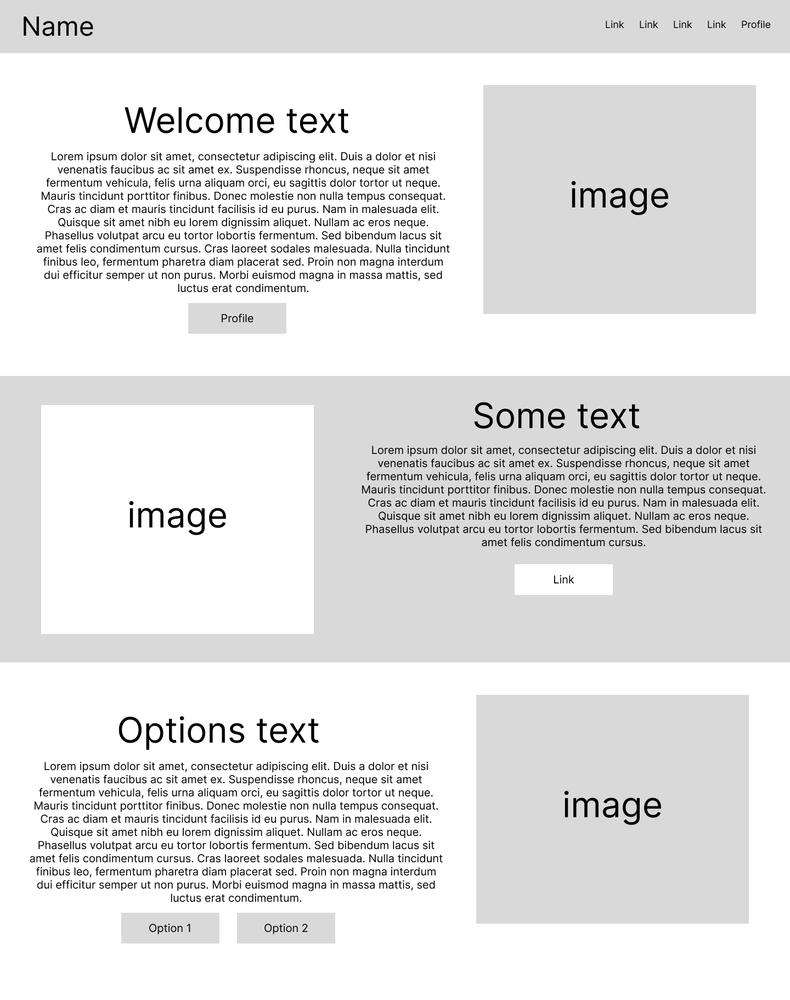 Name
Link Link Link Link Profile
Welcome text
Lorem ipsum dolor sit amet, consectetur adipiscing elit. Duis a dolor et nisi
venenatis faucibus ac sit amet ex. Suspendisse rhoncus, neque sit amet
fermentum vehicula, felis urna aliquam orci, eu sagittis dolor tortor ut neque.
Mauris tincidunt porttitor finibus. Donec molestie non nulla tempus consequat.
Cras ac diam et mauris tincidunt facilisis id eu purus. Nam in malesuada elit.
Quisque sit amet nibh eu lorem dignissim aliquet. Nullam ac eros neque.
Phasellus volutpat arcu eu tortor lobortis fermentum. Sed bibendum lacus sit
amet felis condimentum cursus. Cras laoreet sodales malesuada. Nulla tincidunt
finibus leo, fermentum pharetra diam placerat sed. Proin non magna interdum
dui efficitur semper ut non purus. Morbi euismod magna in massa mattis, sed
luctus erat condimentum.
Profile
image
image
Some text
Lorem ipsum dolor sit amet, consectetur adipiscing elit. Duis a dolor et nisi
venenatis faucibus ac sit amet ex. Suspendisse rhoncus, neque sit amet
fermentum vehicula, felis urna aliquam orci, eu sagittis dolor tortor ut neque.
Mauris tincidunt porttitor finibus. Donec molestie non nulla tempus consequat.
Cras ac diam et mauris tincidunt facilisis id eu purus. Nam in malesuada elit.
Quisque sit amet nibh eu lorem dignissim aliquet. Nullam ac eros neque.
Phasellus volutpat arcu eu tortor lobortis fermentum. Sed bibendum lacus sit
amet felis condimentum cursus.
Link
Options text
Lorem ipsum dolor sit amet, consectetur adipiscing elit. Duis a dolor et nisi
venenatis faucibus ac sit amet ex. Suspendisse rhoncus, neque sit amet
fermentum vehicula, felis urna aliquam orci, eu sagittis dolor tortor ut neque.
Mauris tincidunt porttitor finibus. Donec molestie non nulla tempus consequat.
Cras ac diam et mauris tincidunt facilisis id eu purus. Nam in malesuada elit.
Quisque sit amet nibh eu lorem dignissim aliquet. Nullam ac eros neque.
Phasellus volutpat arcu eu tortor lobortis fermentum. Sed bibendum lacus sit
amet felis condimentum cursus. Cras laoreet sodales malesuada. Nulla tincidunt
finibus leo, fermentum pharetra diam placerat sed. Proin non magna interdum
dui efficitur semper ut non purus. Morbi euismod magna in massa mattis, sed
luctus erat condimentum.
Option 1 Option 2
image